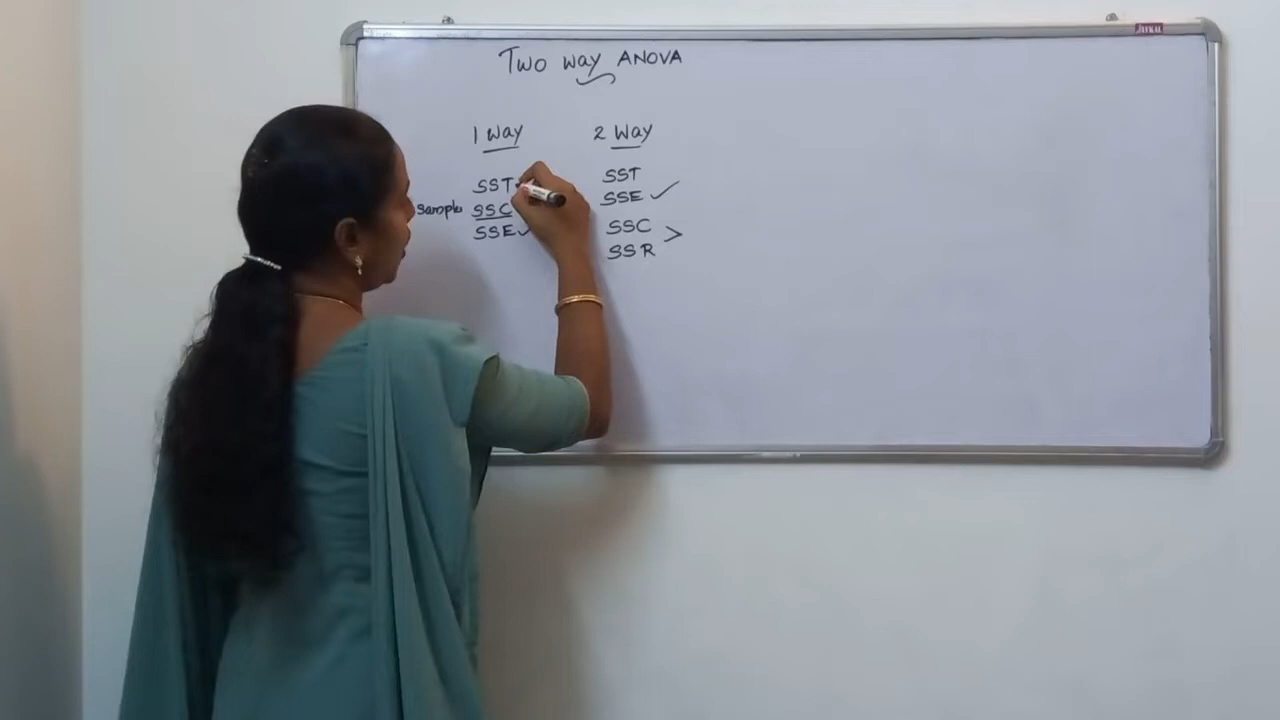 Two way ANOVA
1 Way
SST
Sample SSC
SSE
2 Way
SST
SSE
SSC
SSR